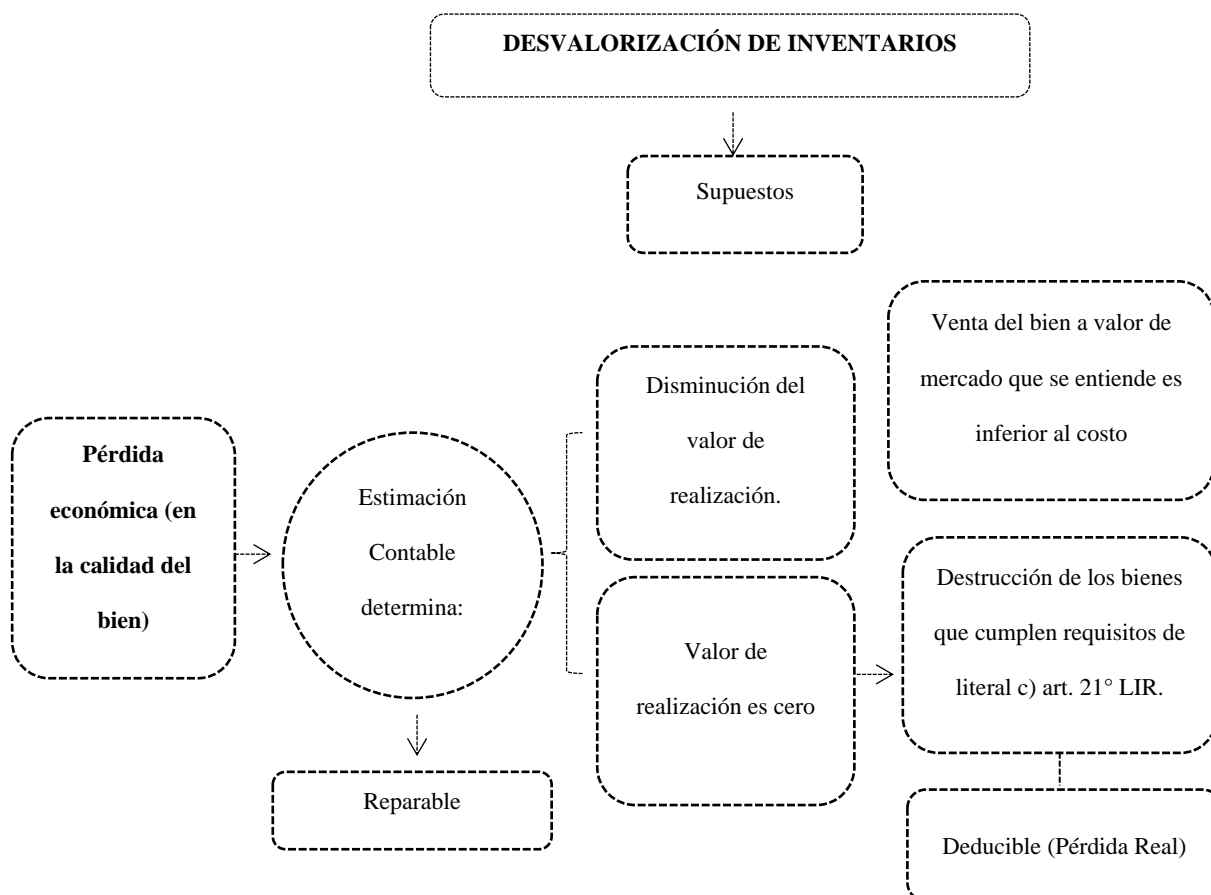 DESVALORIZACIÓN DE INVENTARIOS
Supuestos
Pérdida
económica (en
la calidad del
bien)
Estimación
Contable
determina:
Reparable
Disminución del
valor de
realización.
Valor de
realización es cero
Venta del bien a valor de
mercado que se entiende es
inferior al costo
Destrucción de los bienes
que cumplen requisitos de
literal c) art. 21° LIR.
Deducible (Pérdida Real)